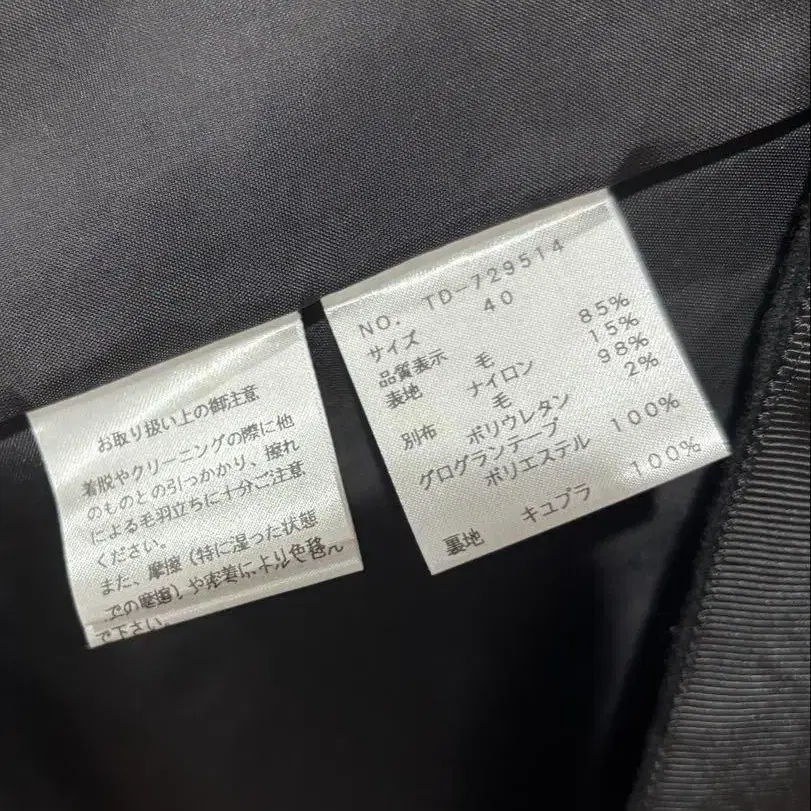 お取り扱い上の御注意
着脱やクリーニングの際に他
のものとの引っかかり、擦れ
による毛羽立ちに十分ご注意
ください。
また、摩擦（特に湿った状態
での摩擦）や密着により色移
で下さい。
NO. TD-729514
サイズ 40
品質表示
表地 毛 85%
ナイロン 15%
別布 毛 98%
ポリウレタン 2%
グログランテープ
ポリエステル 100%
裏地 キュプラ 100%